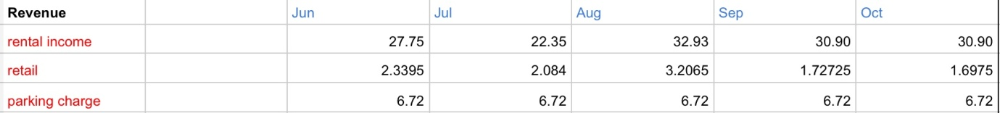 Revenue Jun Jul Aug Sep Oct
rental income 27.75 22.35 32.93 30.90 30.90
retail 2.3395 2.084 3.2065 1.72725 1.6975
parking charge 6.72 6.72 6.72 6.72 6.72